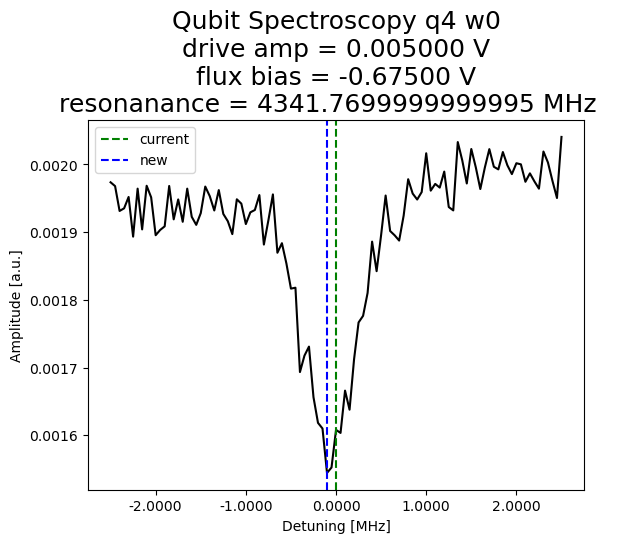 Qubit Spectroscopy q4 w0
drive amp = 0.005000 V
flux bias = -0.67500 V
resonanance = 4341.7699999999995 MHz
current
new
0.0020
0.0019
0.0018
0.0017
0.0016
Amplitude [a.u.]
-2.0000 -1.0000 0.0000 1.0000 2.0000
Detuning [MHz]